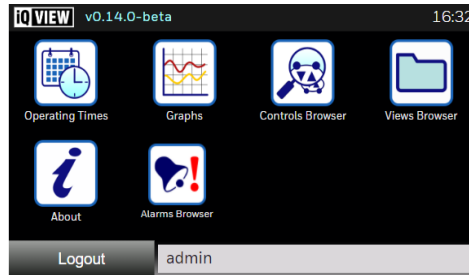 iQ VIEW v0.14.0-beta 16:32
Operating Times Graphs Controls Browser Views Browser
About Alarms Browser
Logout admin